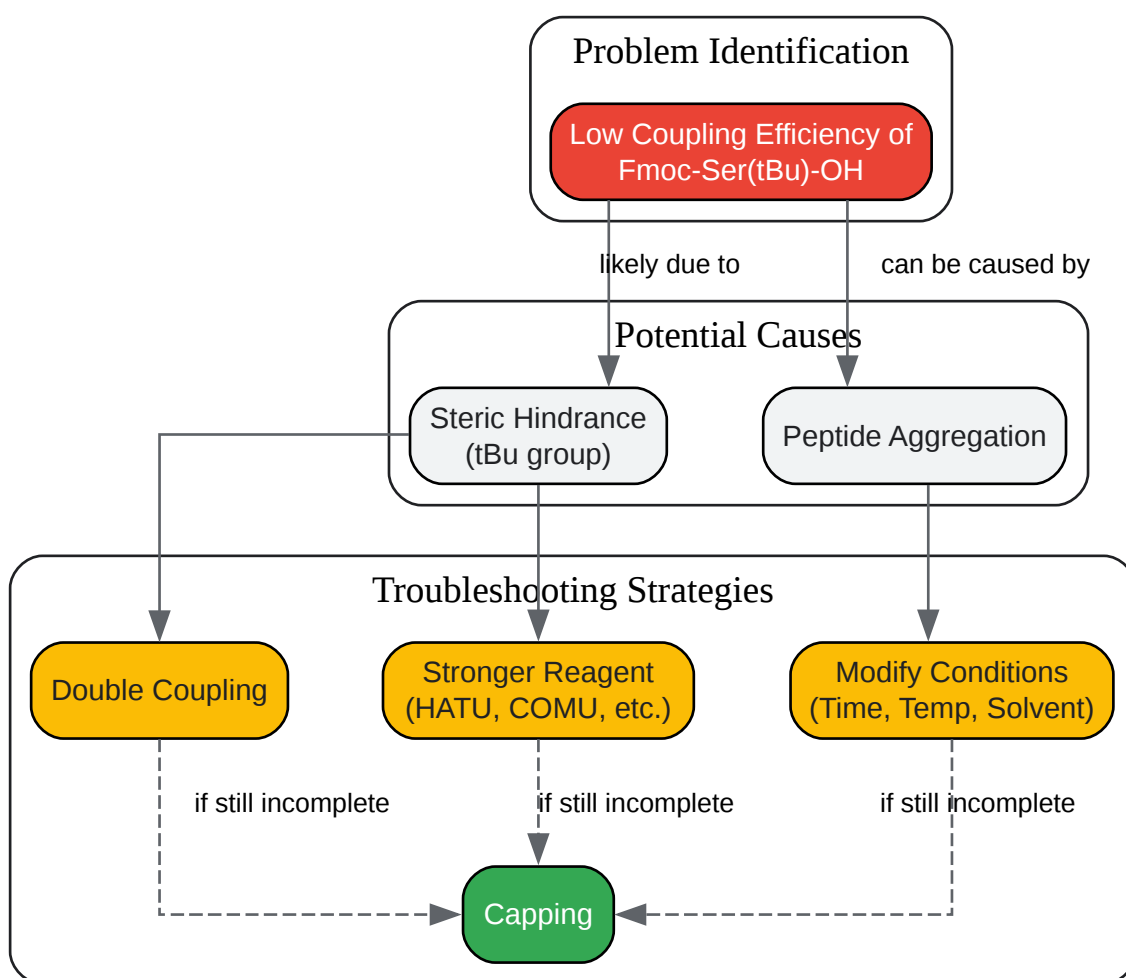 Problem Identification
Low Coupling Efficiency of
Fmoc-Ser(tBu)-OH
likely due to
can be caused by
Potential Causes
Steric Hindrance
(tBu group)
Peptide Aggregation
Troubleshooting Strategies
Double Coupling
Stronger Reagent
(HATU, COMU, etc.)
Modify Conditions
(Time, Temp, Solvent)
if still incomplete
if still incomplete
if still incomplete
Capping